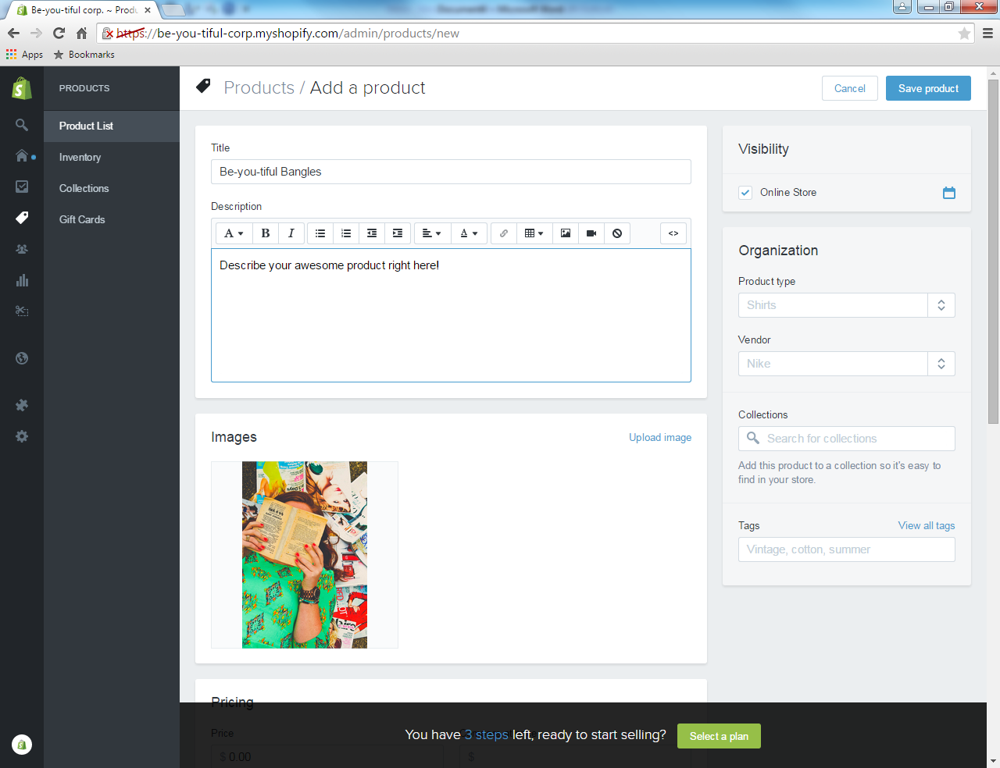 Be-you-tiful corp. ~ Produ
https://be-you-tiful-corp.myshopify.com/admin/products/new
Apps
Bookmarks
PRODUCTS
Product List
Inventory
Collections
Gift Cards
Products / Add a product
Cancel
Save product
Title
Be-you-tiful Bangles
Description
A
B
I
A
<>
Describe your awesome product right here!
Images
Upload image
Pricing
Price
$ 0.00
$
Visibility
Online Store
Organization
Product type
Shirts
Vendor
Nike
Collections
Search for collections
Add this product to a collection so it's easy to
find in your store.
Tags
View all tags
Vintage, cotton, summer
You have 3 steps left, ready to start selling?
Select a plan